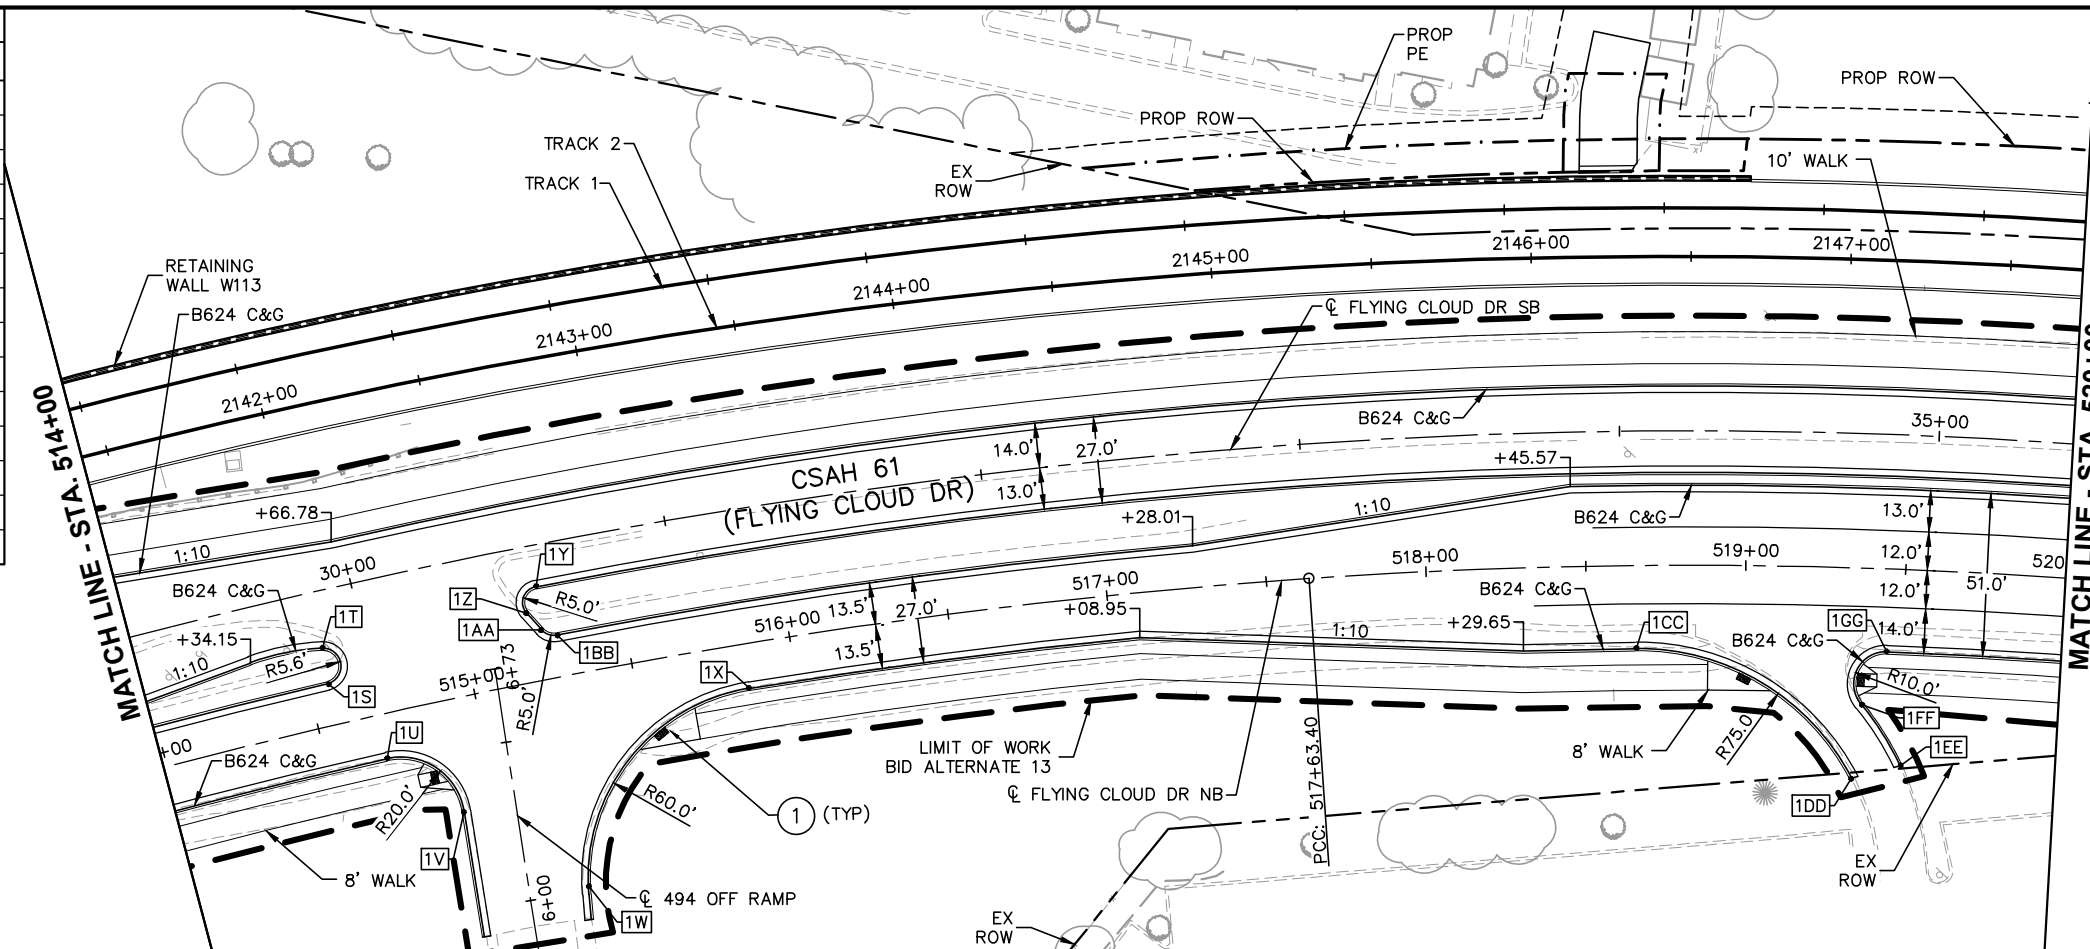 PROP
PE
PROP ROW
PROP ROW
TRACK 2
TRACK 1
EX
ROW
10' WALK
RETAINING
WALL W113
B624 C&G
2142+00
2143+00
2144+00
2145+00
2146+00
2147+00
℄ FLYING CLOUD DR SB
B624 C&G
35+00
MATCH LINE - STA. 514+00
14.0'
27.0'
13.0'
CSAH 61
(FLYING CLOUD DR)
+45.57
1:10
B624 C&G
13.0'
+66.78
1:10
+28.01
30+00
1Y
518+00
519+00
12.0'
520
51.0'
12.0'
14.0'
B624 C&G
1Z
R5.0'
13.5'
27.0'
517+00
+08.95
B624 C&G
1AA
516+00
1BB
13.5'
1:10
+29.65
1CC
1GG
B624 C&G
+34.15
1T
1:10
R5.6'
1S
515+00
6+73
R5.0'
1X
R10.0'
1FF
1EE
+00
1U
B624 C&G
R20.0'
LIMIT OF WORK
BID ALTERNATE 13
8' WALK
R75.0'
℄ FLYING CLOUD DR NB
PCC: 517+63.40
1DD
R60.0'
1 (TYP)
1V
8' WALK
6+00
℄ 494 OFF RAMP
1W
EX
ROW
EX
ROW
MATCH LINE - STA.